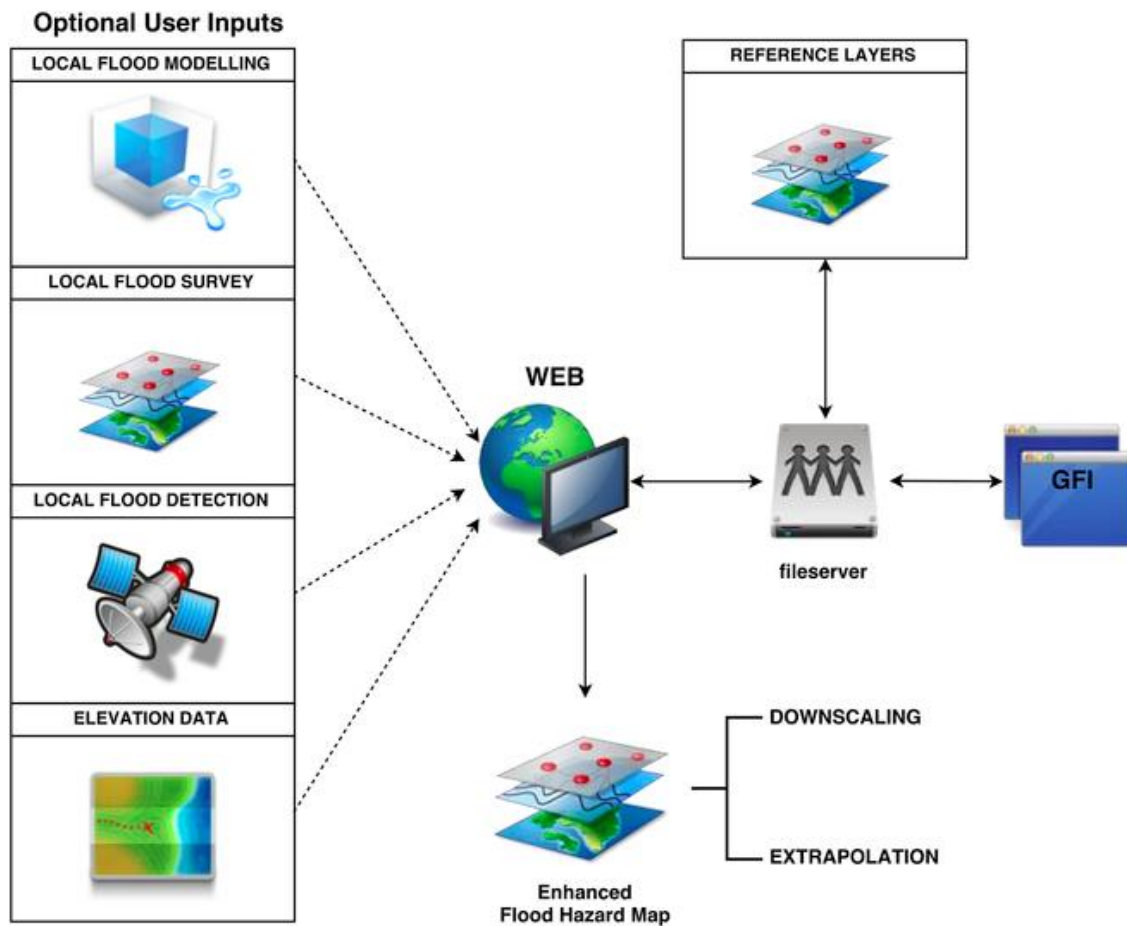 Optional User Inputs
LOCAL FLOOD MODELLING
LOCAL FLOOD SURVEY
LOCAL FLOOD DETECTION
ELEVATION DATA
REFERENCE LAYERS
WEB
fileserver
GFI
DOWNSCALING
EXTRAPOLATION
Enhanced
Flood Hazard Map